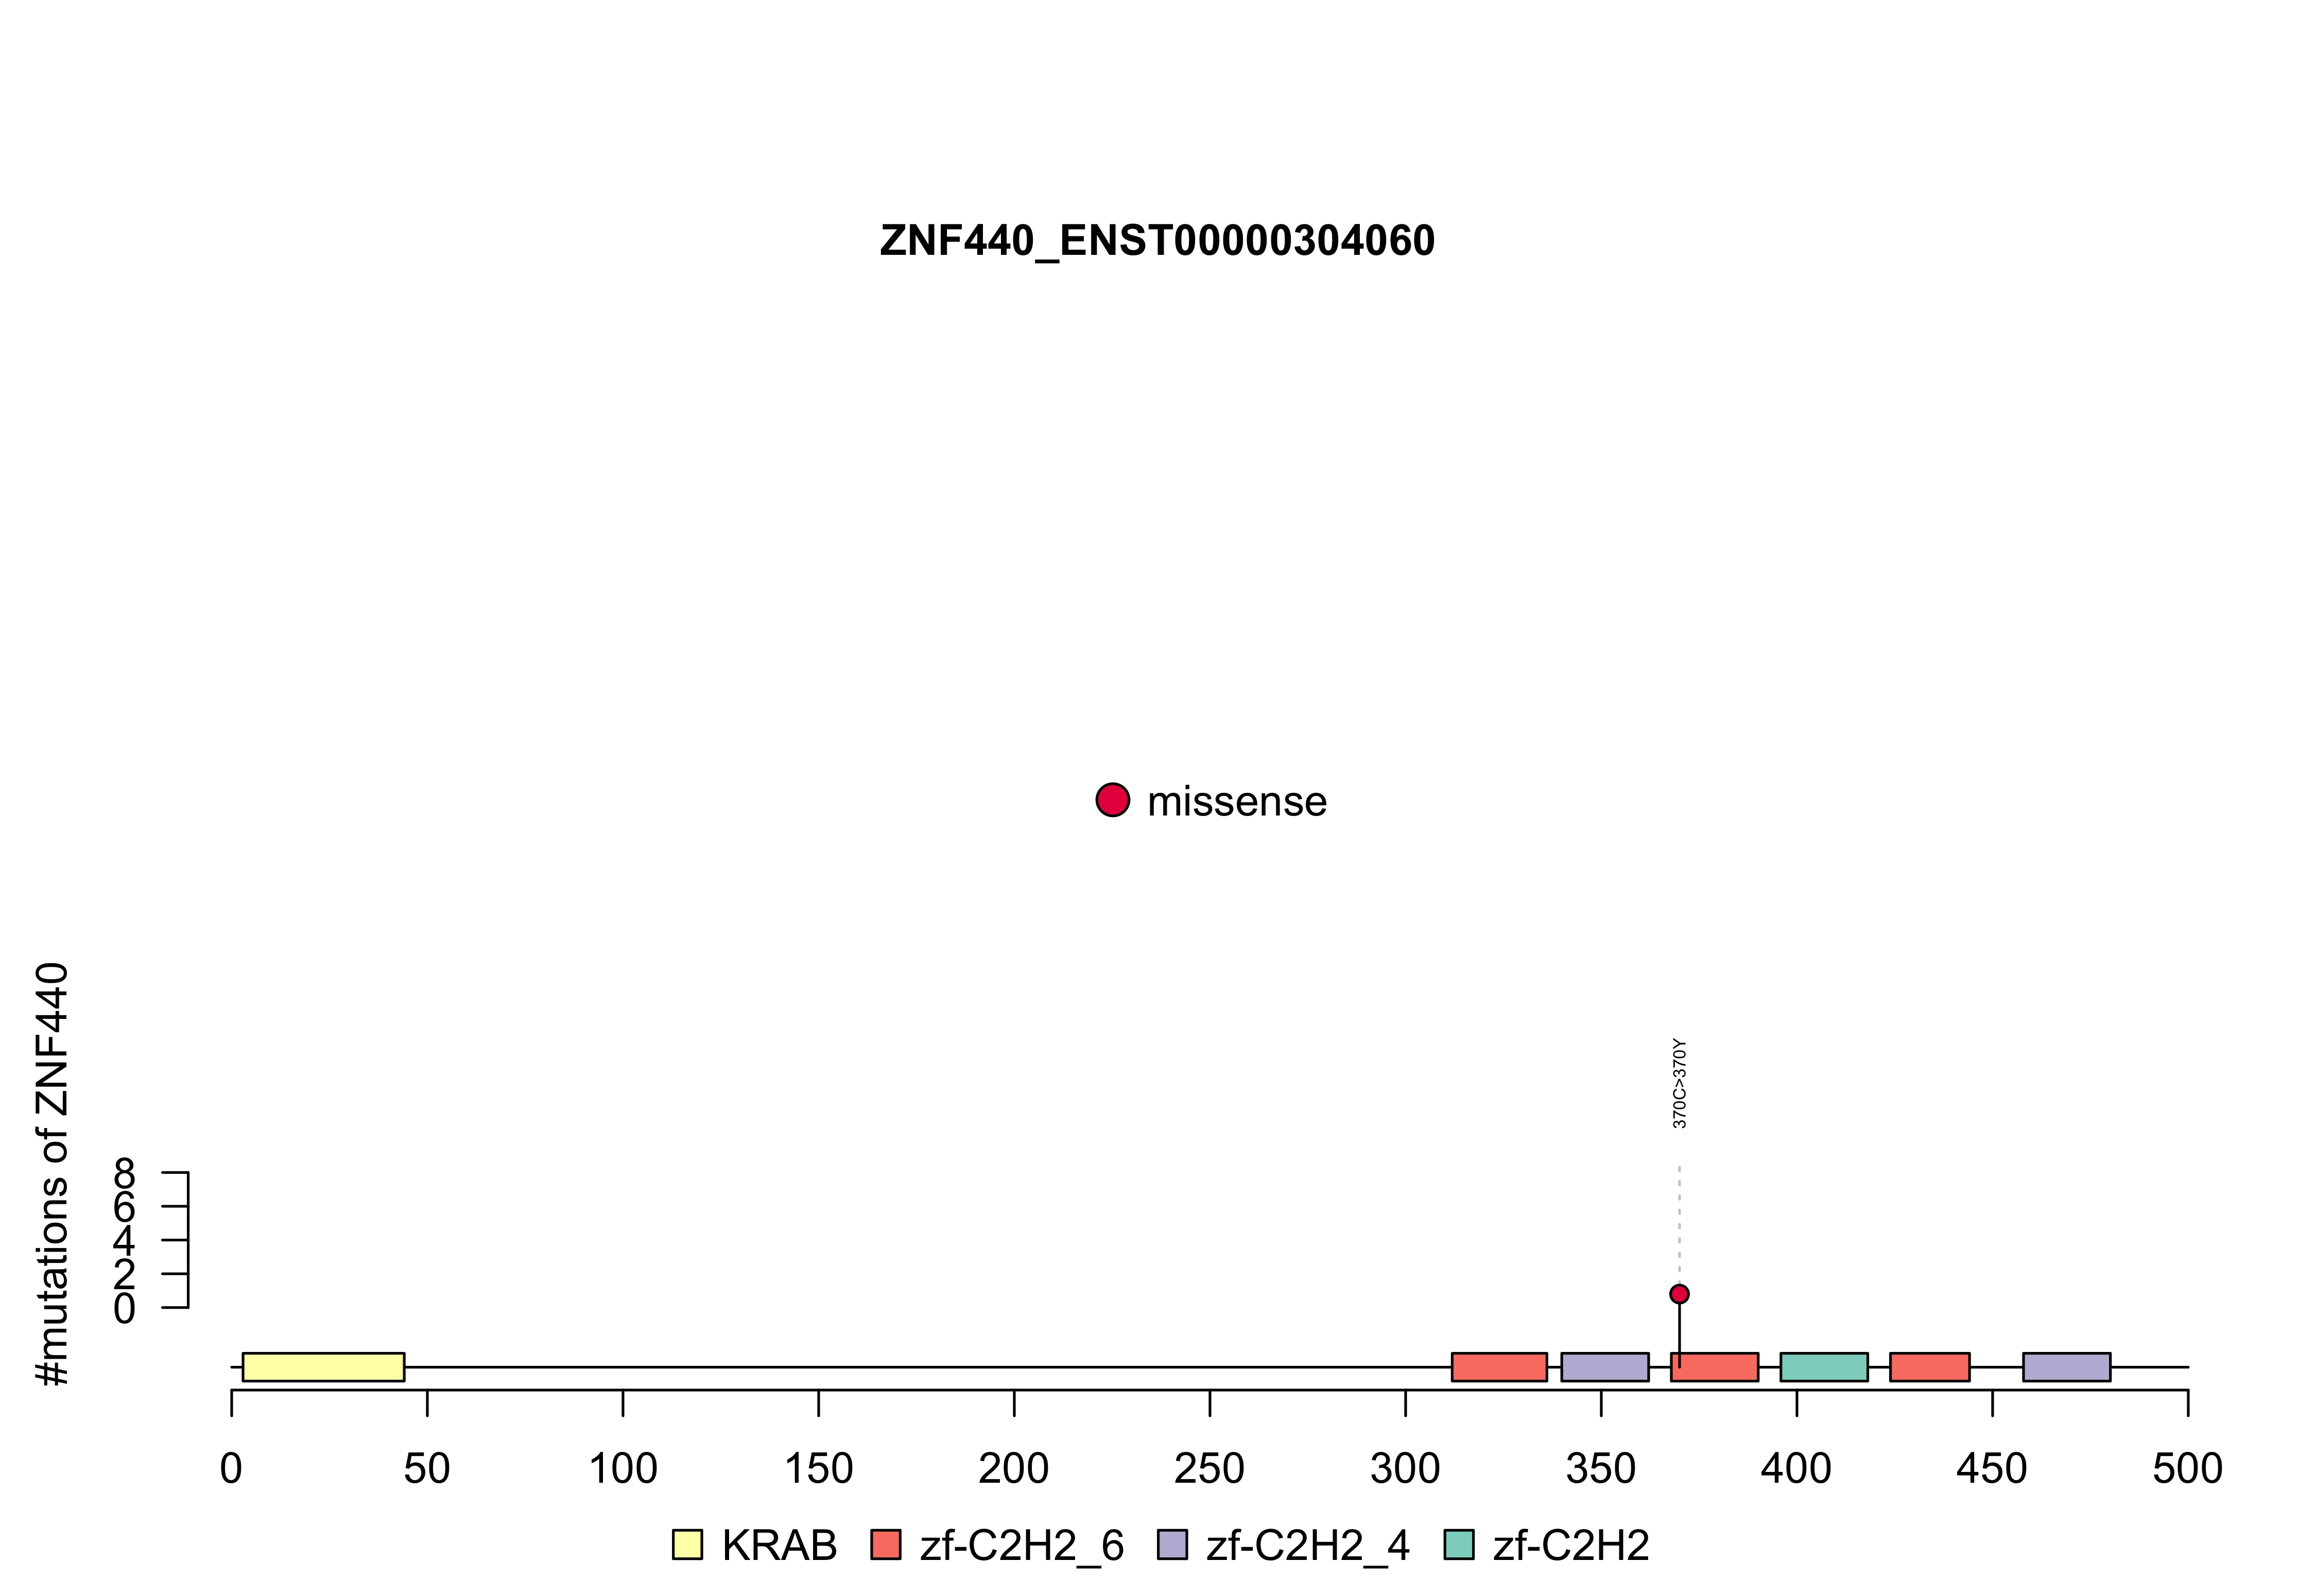 ZNF440_ENST00000304060
missense
#mutations of ZNF440
370C>370Y
8
6
4
2
0
0 50 100 150 200 250 300 350 400 450 500
KRAB zf-C2H2_6 zf-C2H2_4 zf-C2H2